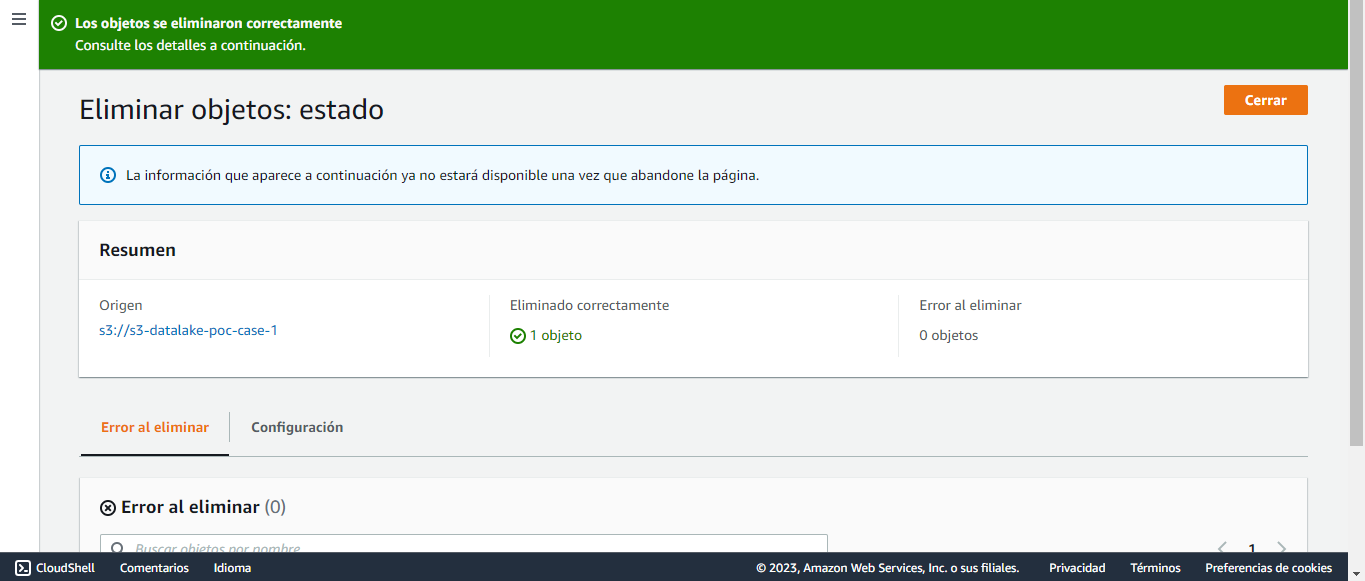 Los objetos se eliminaron correctamente
Consulte los detalles a continuación.
Eliminar objetos: estado
Cerrar
La información que aparece a continuación ya no estará disponible una vez que abandone la página.
Resumen
Origen
s3://s3-datalake-poc-case-1
Eliminado correctamente
1 objeto
Error al eliminar
0 objetos
Error al eliminar
Configuración
Error al eliminar (0)
Buscar objetos por nombre
1
CloudShell
Comentarios
Idioma
© 2023, Amazon Web Services, Inc. o sus filiales.
Privacidad
Términos
Preferencias de cookies